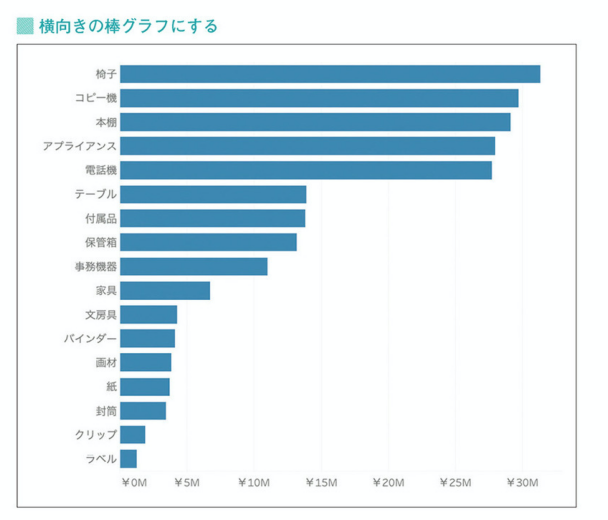 横向きの棒グラフにする
椅子
コピー機
本棚
アプライアンス
電話機
テーブル
付属品
保管箱
事務機器
家具
文房具
バインダー
画材
紙
封筒
クリップ
ラベル
¥0M ¥5M ¥10M ¥15M ¥20M ¥25M ¥30M